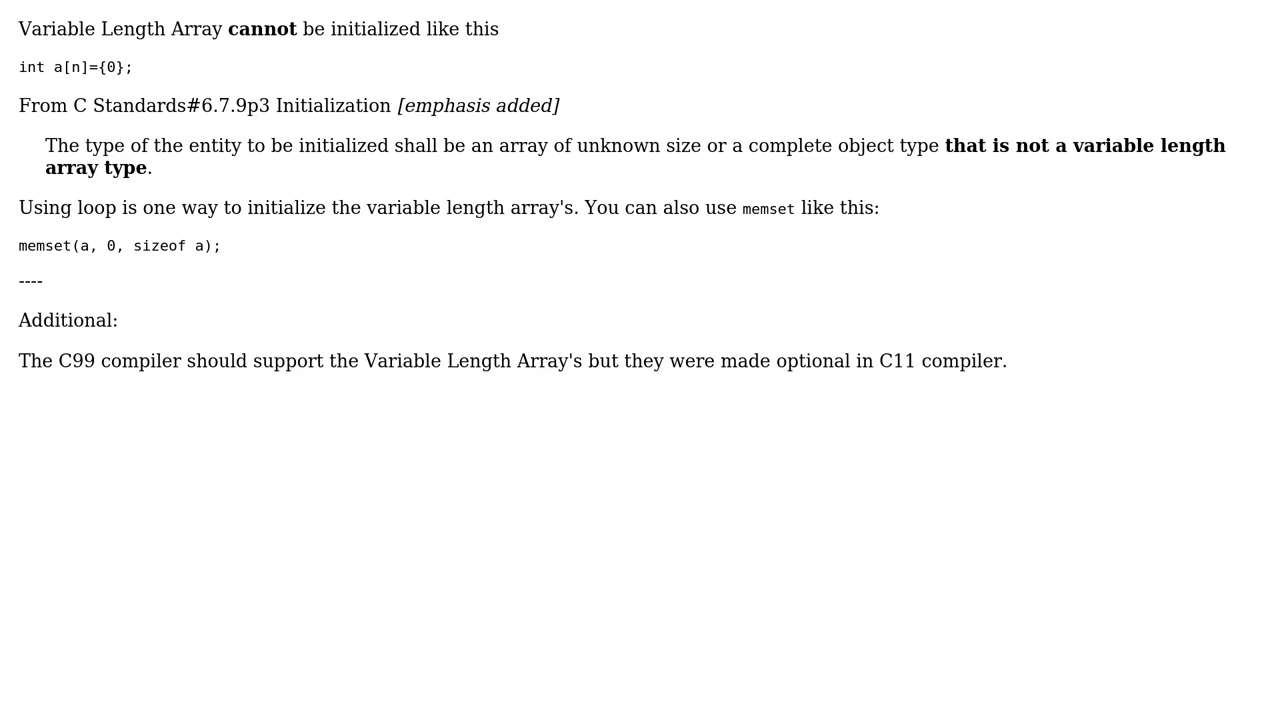 Variable Length Array cannot be initialized like this
int a[n]={0};
From C Standards#6.7.9p3 Initialization [emphasis added]
The type of the entity to be initialized shall be an array of unknown size or a complete object type that is not a variable length
array type.
Using loop is one way to initialize the variable length array's. You can also use memset like this:
memset(a, 0, sizeof a);
----
Additional:
The C99 compiler should support the Variable Length Array's but they were made optional in C11 compiler.